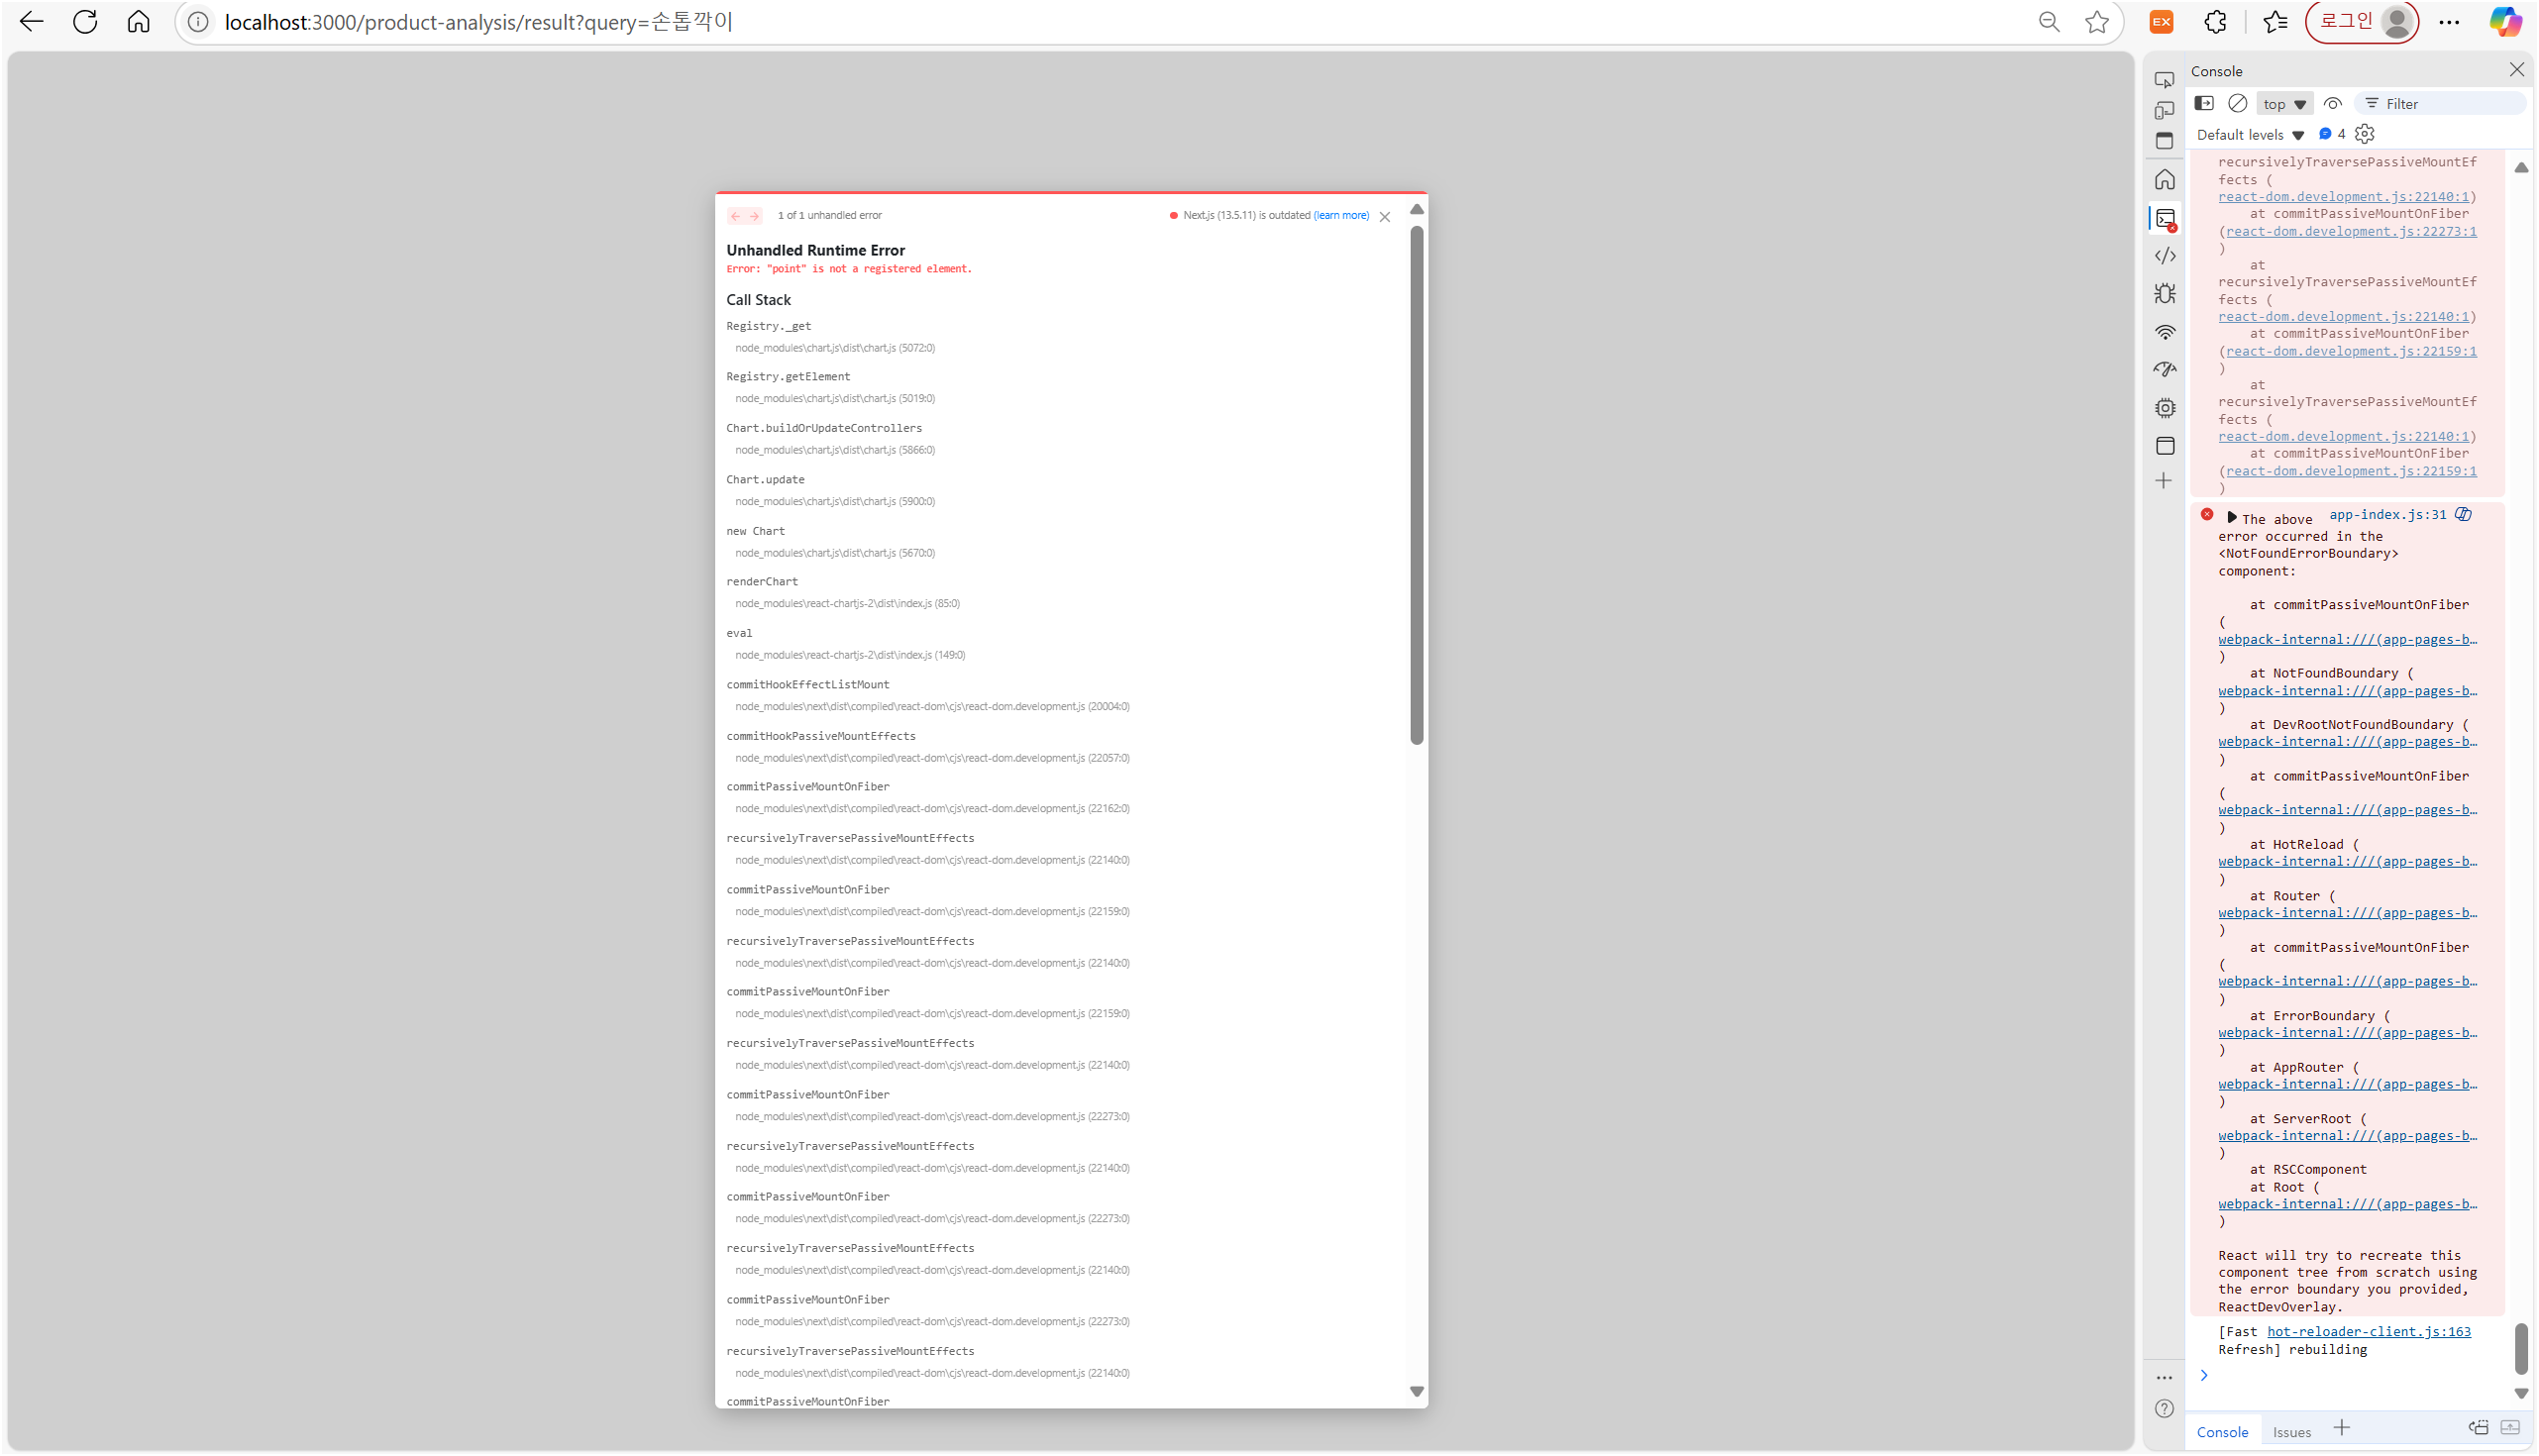 localhost:3000/product-analysis/result?query=손톱깍이
EX
로그인
1 of 1 unhandled error
Next.js (13.5.11) is outdated (learn more)
Unhandled Runtime Error
Error: "point" is not a registered element.
Call Stack
Registry._get
node_modules\chart.js\dist\chart.js (5072:0)
Registry.getElement
node_modules\chart.js\dist\chart.js (5019:0)
Chart.buildOrUpdateControllers
node_modules\chart.js\dist\chart.js (5866:0)
Chart.update
node_modules\chart.js\dist\chart.js (5900:0)
new Chart
node_modules\chart.js\dist\chart.js (5670:0)
renderChart
node_modules\react-chartjs-2\dist\index.js (85:0)
eval
node_modules\react-chartjs-2\dist\index.js (149:0)
commitHookEffectListMount
node_modules\next\dist\compiled\react-dom\cjs\react-dom.development.js (20004:0)
commitHookPassiveMountEffects
node_modules\next\dist\compiled\react-dom\cjs\react-dom.development.js (22057:0)
commitPassiveMountOnFiber
node_modules\next\dist\compiled\react-dom\cjs\react-dom.development.js (22162:0)
recursivelyTraversePassiveMountEffects
node_modules\next\dist\compiled\react-dom\cjs\react-dom.development.js (22140:0)
commitPassiveMountOnFiber
node_modules\next\dist\compiled\react-dom\cjs\react-dom.development.js (22159:0)
recursivelyTraversePassiveMountEffects
node_modules\next\dist\compiled\react-dom\cjs\react-dom.development.js (22140:0)
commitPassiveMountOnFiber
node_modules\next\dist\compiled\react-dom\cjs\react-dom.development.js (22159:0)
recursivelyTraversePassiveMountEffects
node_modules\next\dist\compiled\react-dom\cjs\react-dom.development.js (22140:0)
commitPassiveMountOnFiber
node_modules\next\dist\compiled\react-dom\cjs\react-dom.development.js (22273:0)
recursivelyTraversePassiveMountEffects
node_modules\next\dist\compiled\react-dom\cjs\react-dom.development.js (22140:0)
commitPassiveMountOnFiber
node_modules\next\dist\compiled\react-dom\cjs\react-dom.development.js (22273:0)
recursivelyTraversePassiveMountEffects
node_modules\next\dist\compiled\react-dom\cjs\react-dom.development.js (22140:0)
commitPassiveMountOnFiber
node_modules\next\dist\compiled\react-dom\cjs\react-dom.development.js (22273:0)
recursivelyTraversePassiveMountEffects
node_modules\next\dist\compiled\react-dom\cjs\react-dom.development.js (22140:0)
commitPassiveMountOnFiber
Console
top
Filter
Default levels
4
recursivelyTraversePassiveMountEf
fects (
react-dom.development.js:22140:1)
at commitPassiveMountOnFiber
(react-dom.development.js:22273:1
)
at
recursivelyTraversePassiveMountEf
fects (
react-dom.development.js:22140:1)
at commitPassiveMountOnFiber
(react-dom.development.js:22159:1
)
at
recursivelyTraversePassiveMountEf
fects (
react-dom.development.js:22140:1)
at commitPassiveMountOnFiber
(react-dom.development.js:22159:1
)
The above app-index.js:31
error occurred in the
<NotFoundErrorBoundary>
component:
at commitPassiveMountOnFiber
(
webpack-internal:///(app-pages-b…
)
at NotFoundBoundary (
webpack-internal:///(app-pages-b…
)
at DevRootNotFoundBoundary (
webpack-internal:///(app-pages-b…
)
at commitPassiveMountOnFiber
(
webpack-internal:///(app-pages-b…
)
at HotReload (
webpack-internal:///(app-pages-b…
)
at Router (
webpack-internal:///(app-pages-b…
)
at commitPassiveMountOnFiber
(
webpack-internal:///(app-pages-b…
)
at ErrorBoundary (
webpack-internal:///(app-pages-b…
)
at AppRouter (
webpack-internal:///(app-pages-b…
)
at ServerRoot (
webpack-internal:///(app-pages-b…
)
at RSCComponent
at Root (
webpack-internal:///(app-pages-b…
)
React will try to recreate this
component tree from scratch using
the error boundary you provided,
ReactDevOverlay.
[Fast hot-reloader-client.js:163
Refresh] rebuilding
Console
Issues